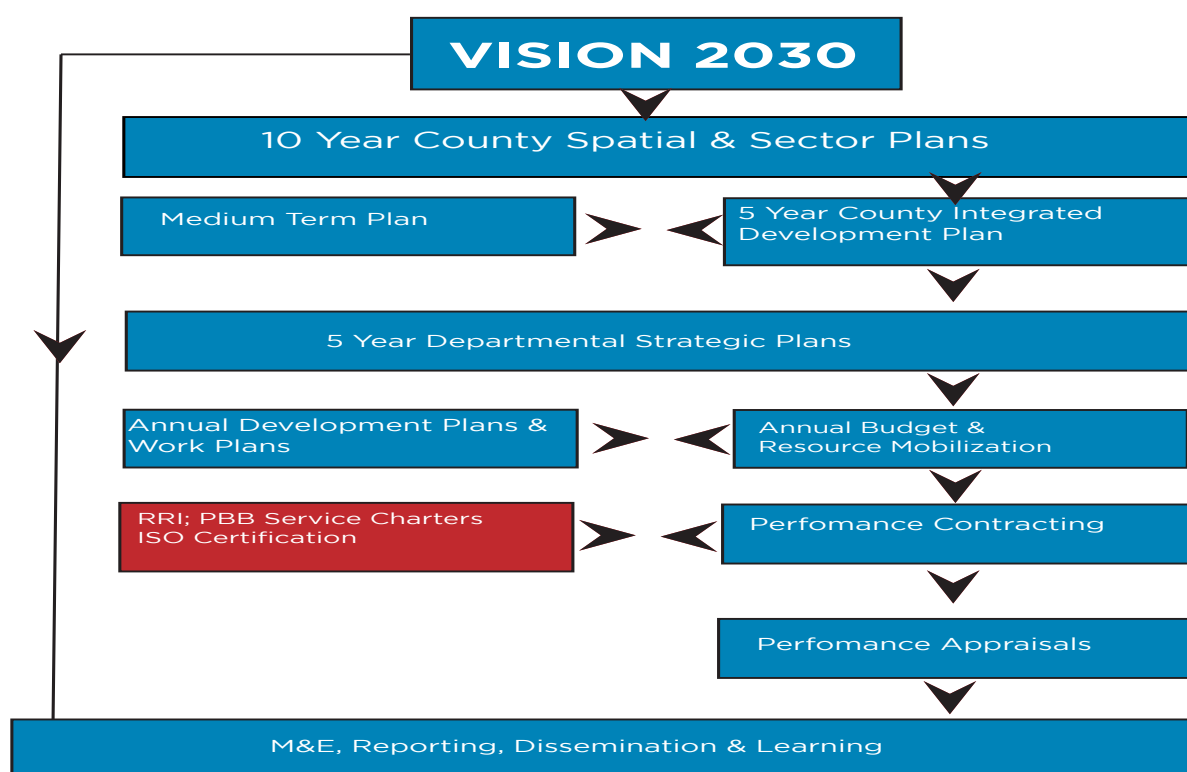 VISION 2030
10 Year County Spatial & Sector Plans
Medium Term Plan
5 Year County Integrated
Development Plan
5 Year Departmental Strategic Plans
Annual Development Plans &
Work Plans
Annual Budget &
Resource Mobilization
RRI; PBB Service Charters
ISO Certification
Perfomance Contracting
Perfomance Appraisals
M&E, Reporting, Dissemination & Learning